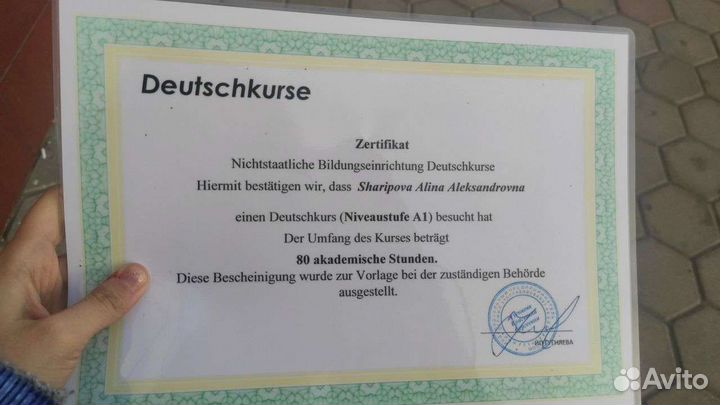 Deutschkurse
Zertifikat
Nichtstaatliche Bildungseinrichtung Deutschkurse
Hiermit bestätigen wir, dass Sharipova Alina Aleksandrovna
einen Deutschkurs (Niveaustufe A1) besucht hat
Der Umfang des Kurses beträgt
80 akademische Stunden.
Diese Bescheinigung wurde zur Vorlage bei der zuständigen Behörde
ausgestellt.
Avito